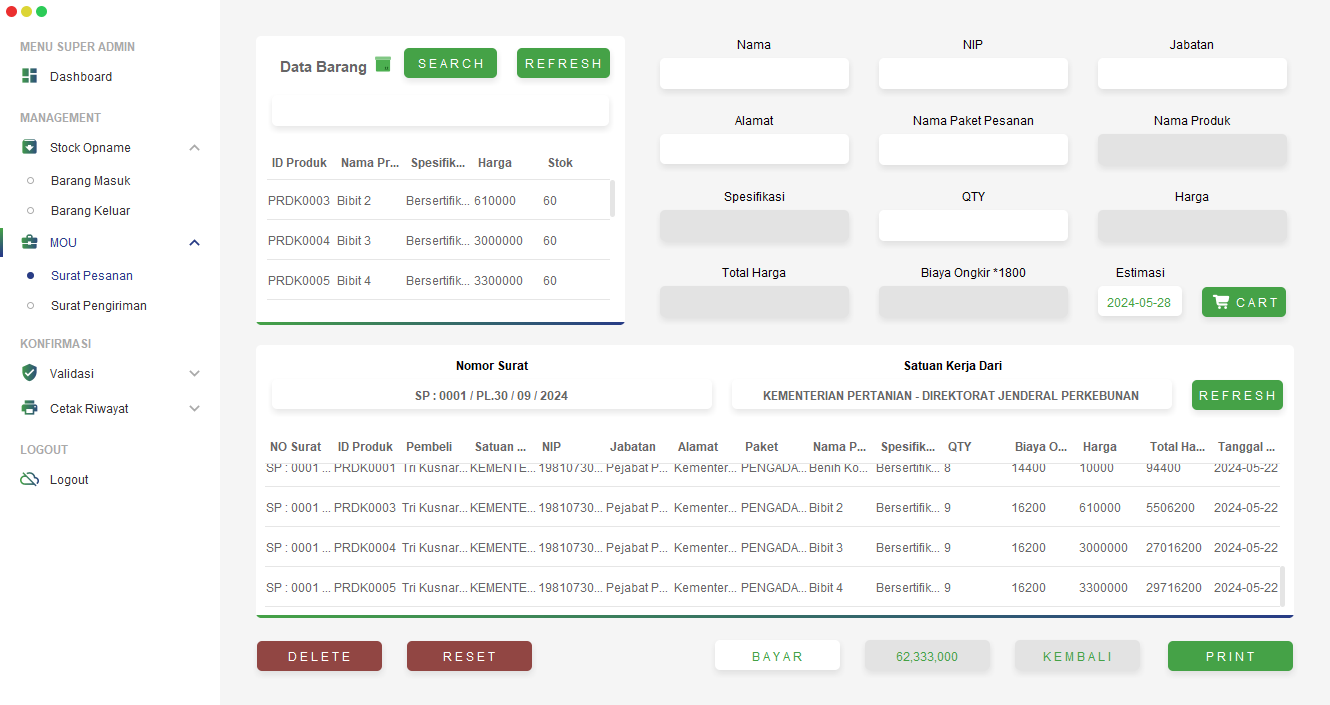 MENU SUPER ADMIN
Dashboard
MANAGEMENT
Stock Opname
Barang Masuk
Barang Keluar
MOU
Surat Pesanan
Surat Pengiriman
KONFIRMASI
Validasi
Cetak Riwayat
LOGOUT
Logout
Data Barang SEARCH REFRESH
ID Produk Nama Pr... Spesifik... Harga Stok
PRDK0003 Bibit 2 Bersertifik... 610000 60
PRDK0004 Bibit 3 Bersertifik... 3000000 60
PRDK0005 Bibit 4 Bersertifik... 3300000 60
Nama NIP Jabatan
Alamat Nama Paket Pesanan Nama Produk
Spesifikasi QTY Harga
Total Harga Biaya Ongkir *1800 Estimasi
2024-05-28 CART
Nomor Surat Satuan Kerja Dari
SP : 0001 / PL.30 / 09 / 2024 KEMENTERIAN PERTANIAN - DIREKTORAT JENDERAL PERKEBUNAN REFRESH
NO Surat ID Produk Pembeli Satuan ... NIP Jabatan Alamat Paket Nama P... Spesifik... QTY Biaya O... Harga Total Ha... Tanggal ...
SP : 0001 ... PRDK0001 Tri Kusnar... KEMENTE... 19810730... Pejabat P... Kementer... PENGADA... Benih Ko... Bersertifik... 8 14400 10000 94400 2024-05-22
SP : 0001 ... PRDK0003 Tri Kusnar... KEMENTE... 19810730... Pejabat P... Kementer... PENGADA... Bibit 2 Bersertifik... 9 16200 610000 5506200 2024-05-22
SP : 0001 ... PRDK0004 Tri Kusnar... KEMENTE... 19810730... Pejabat P... Kementer... PENGADA... Bibit 3 Bersertifik... 9 16200 3000000 27016200 2024-05-22
SP : 0001 ... PRDK0005 Tri Kusnar... KEMENTE... 19810730... Pejabat P... Kementer... PENGADA... Bibit 4 Bersertifik... 9 16200 3300000 29716200 2024-05-22
DELETE RESET BAYAR 62,333,000 KEMBALI PRINT